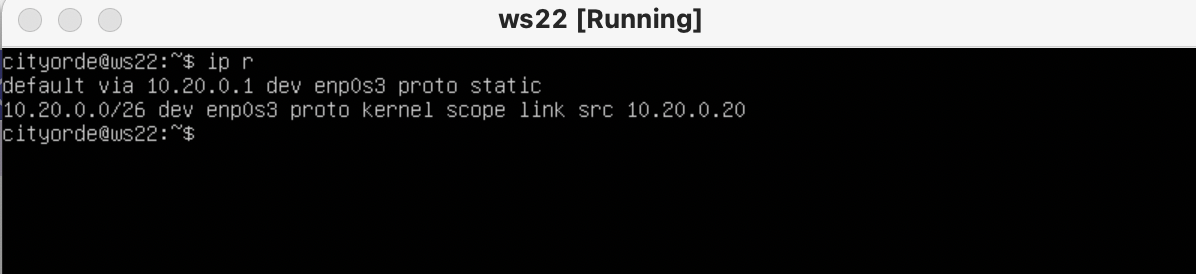 ws22 [Running]
cityorde@ws22:~$ ip r
default via 10.20.0.1 dev enp0s3 proto static
10.20.0.0/26 dev enp0s3 proto kernel scope link src 10.20.0.20
cityorde@ws22:~$